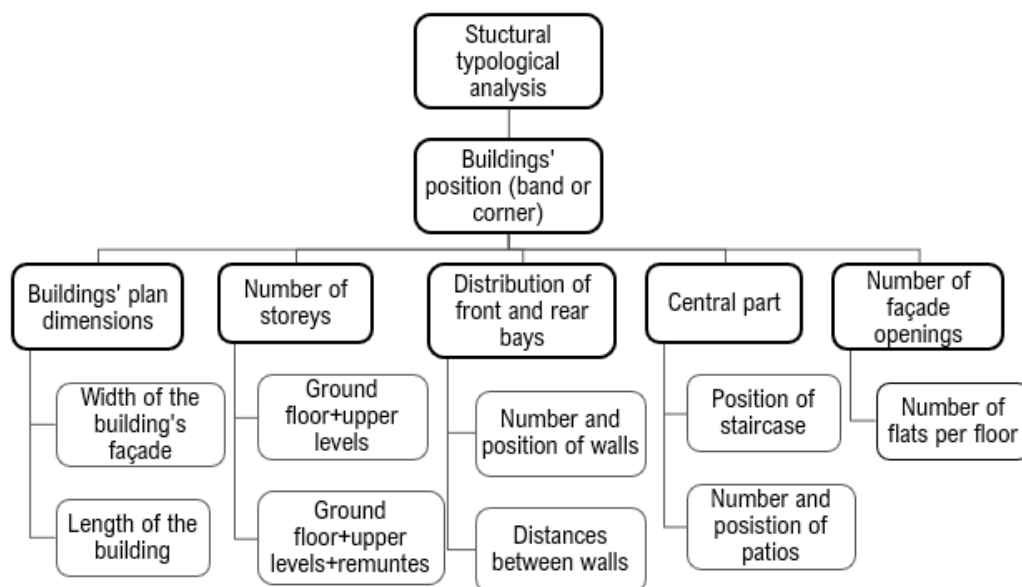 Stuctural
typological
analysis
Buildings'
position (band or
corner)
Buildings' plan
dimensions
Number of
storeys
Distribution of
front and rear
bays
Central part
Number of
façade
openings
Width of the
building's
façade
Length of the
building
Ground
floor+upper
levels
Ground
floor+upper
levels+remuntes
Number and
position of walls
Distances
between walls
Position of
staircase
Number and
posistion of
patios
Number of
flats per floor